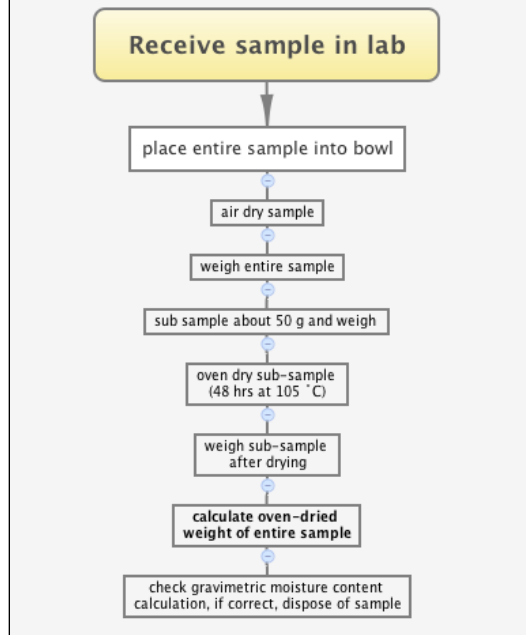 Receive sample in lab
place entire sample into bowl
air dry sample
weigh entire sample
sub sample about 50 g and weigh
oven dry sub-sample
(48 hrs at 105 ˚C)
weigh sub-sample
after drying
calculate oven-dried
weight of entire sample
check gravimetric moisture content
calculation, if correct, dispose of sample